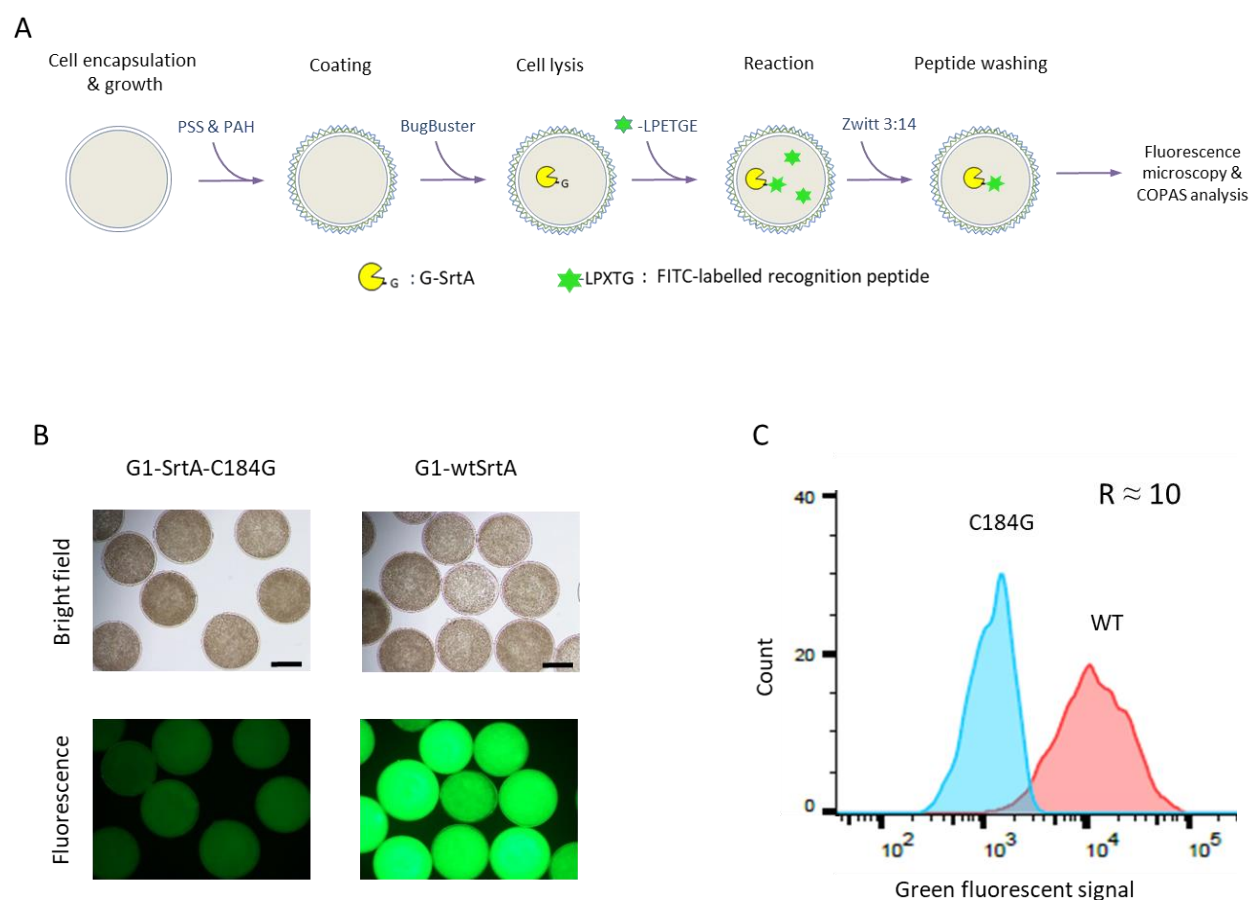 A
Cell encapsulation
& growth
Coating
Cell lysis
Reaction
Peptide washing
PSS & PAH
BugBuster
-LPETGE
Zwitt 3:14
G
Fluorescence
microscopy &
COPAS analysis
G : G-SrtA
-LPXTG : FITC-labelled recognition peptide
B
G1-SrtA-C184G
G1-wtSrtA
Bright field
Fluorescence
C
R ≈ 10
C184G
WT
Count
40
20
0
10² 10³ 10⁴ 10⁵
Green fluorescent signal